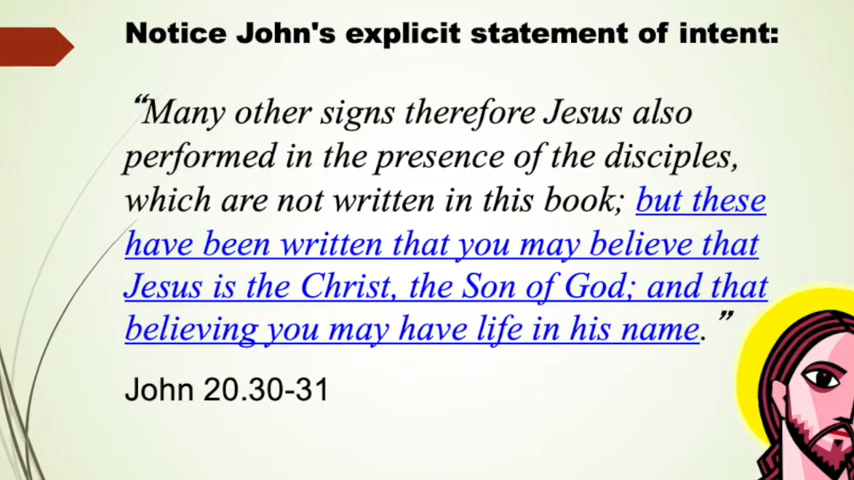 Notice John's explicit statement of intent:
“Many other signs therefore Jesus also
performed in the presence of the disciples,
which are not written in this book; but these
have been written that you may believe that
Jesus is the Christ, the Son of God; and that
believing you may have life in his name. ”
John 20.30-31